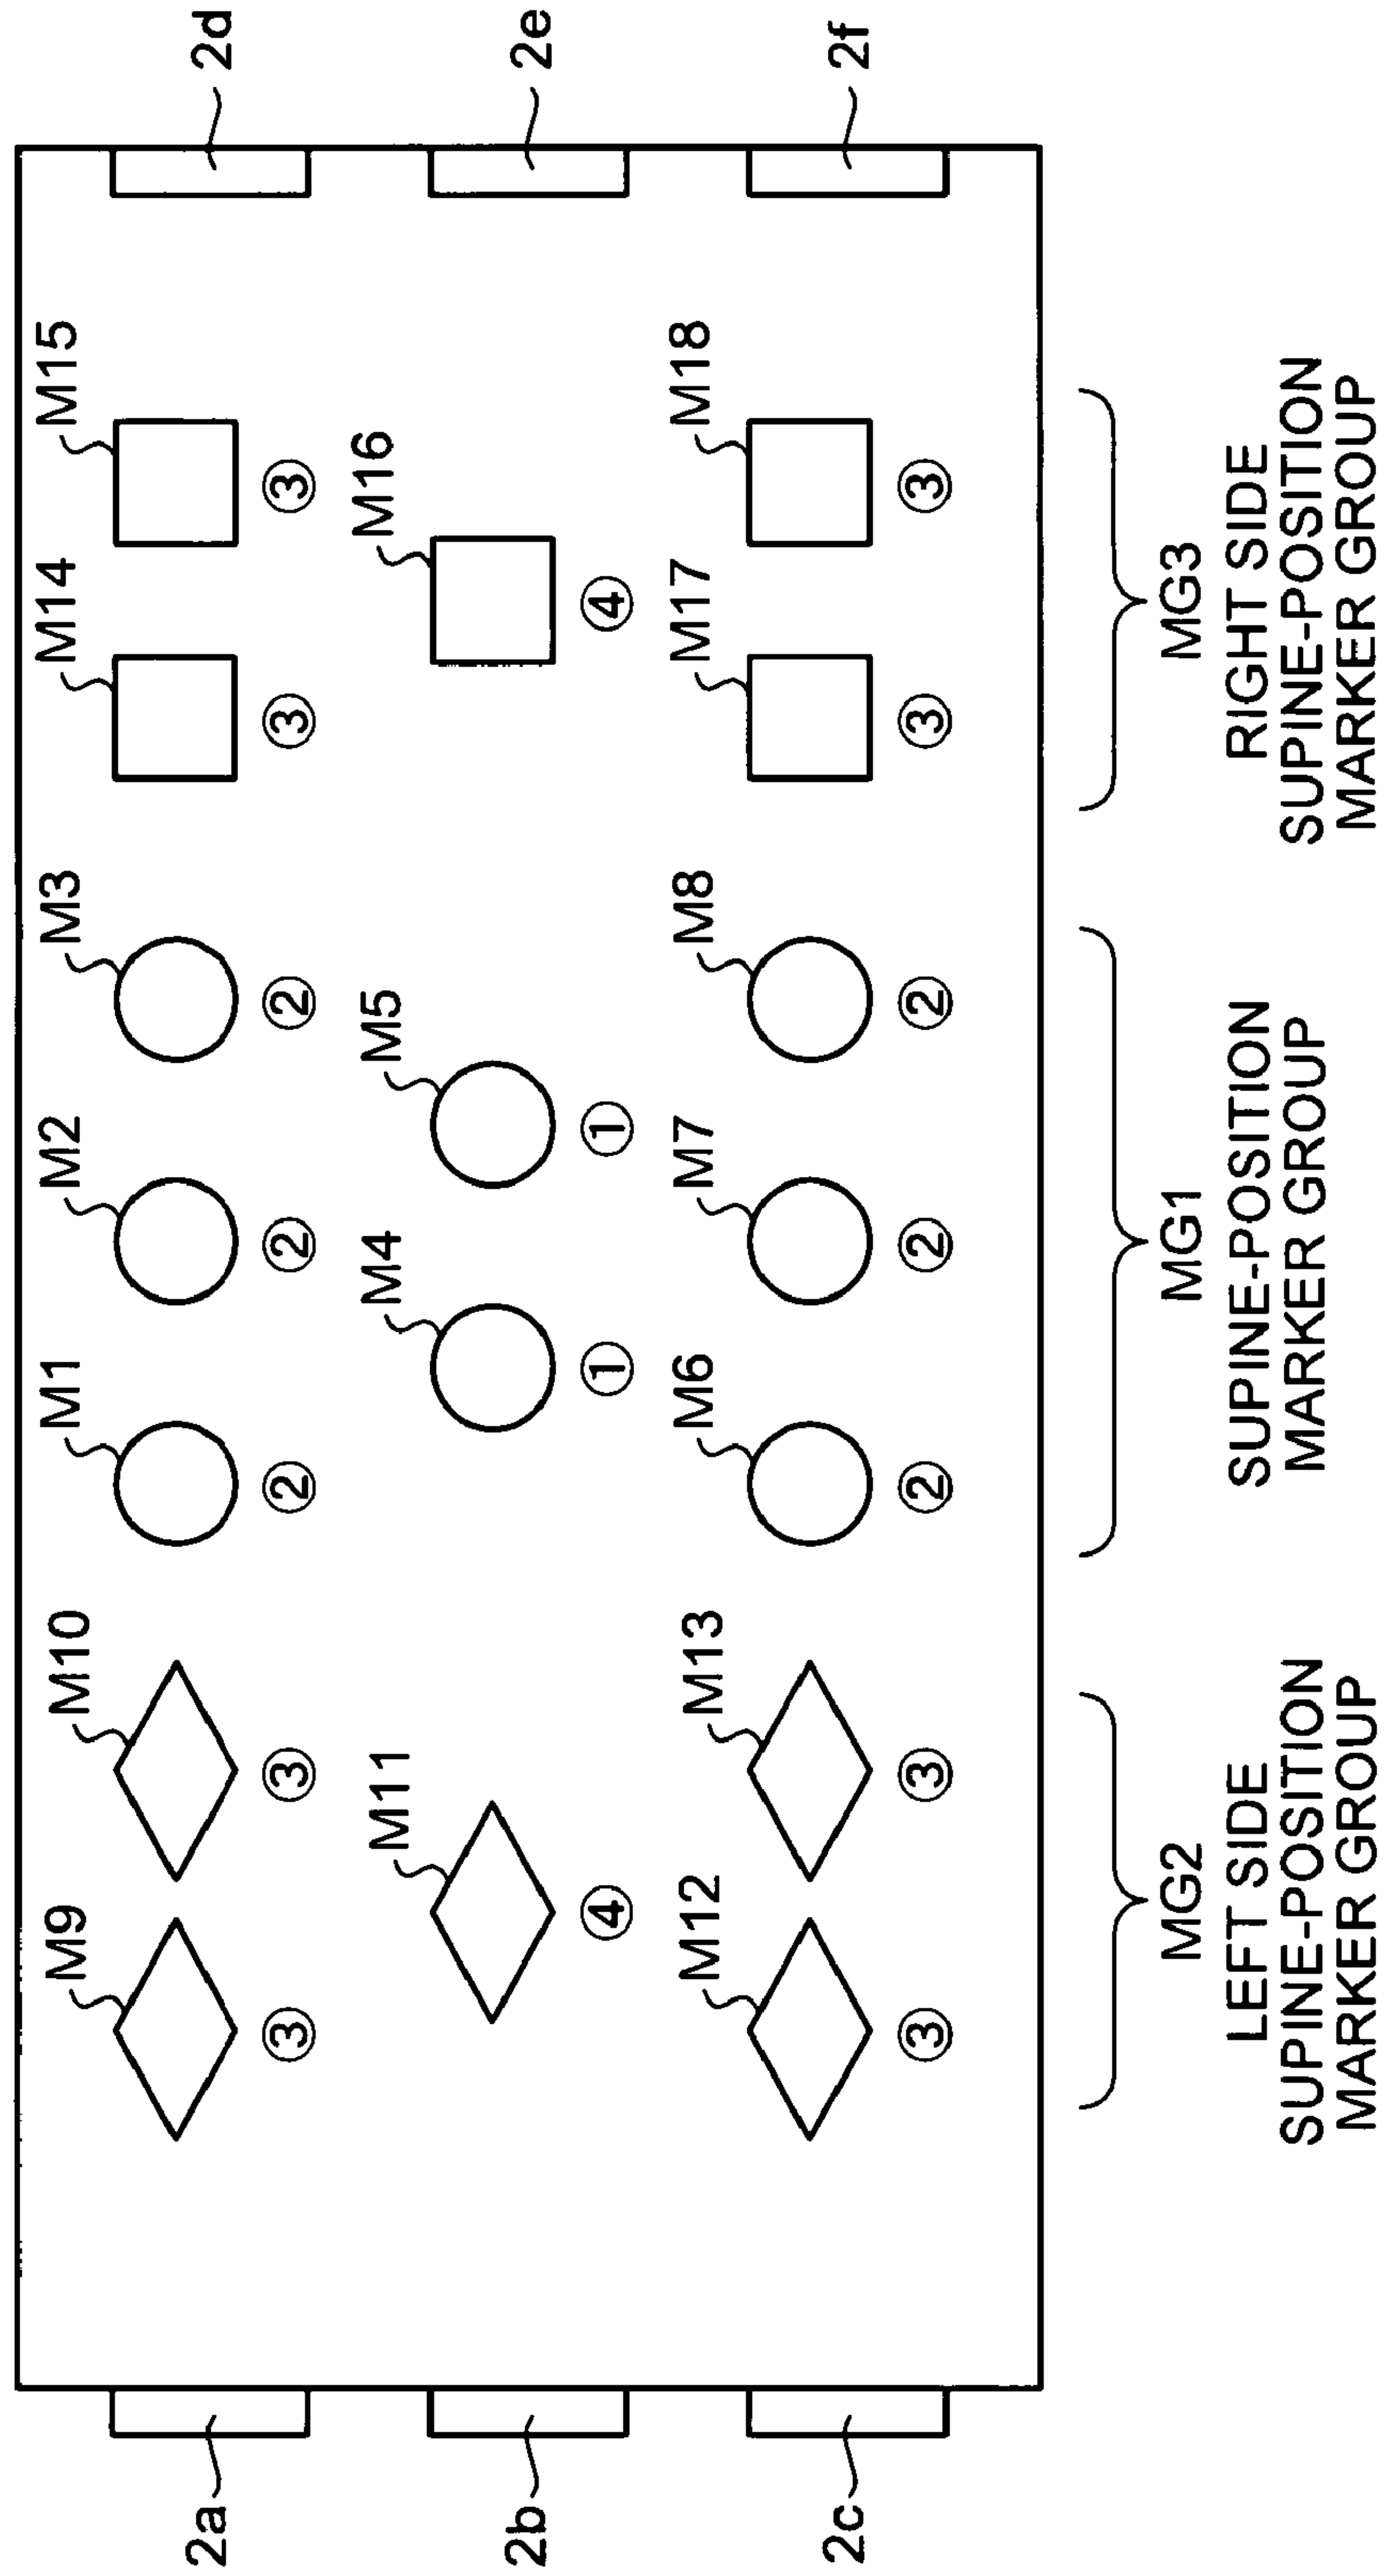 M9 M10 M1 M2 M3 M14 M15
2a 2d
③ ③ ② ② ② ③ ③
M11 M4 M5 M16
2b 2e
④ ① ① ④
M12 M13 M6 M7 M8 M17 M18
2c 2f
③ ③ ② ② ② ③ ③
MG2
LEFT SIDE
SUPINE-POSITION
MARKER GROUP
MG1
SUPINE-POSITION
MARKER GROUP
MG3
RIGHT SIDE
SUPINE-POSITION
MARKER GROUP